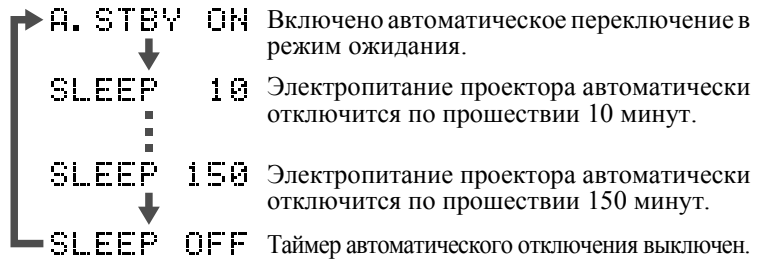 A.STBY ON Включено автоматическое переключение в
режим ожидания.
SLEEP 10 Электропитание проектора автоматически
отключится по прошествии 10 минут.
SLEEP 150 Электропитание проектора автоматически
отключится по прошествии 150 минут.
SLEEP OFF Таймер автоматического отключения выключен.